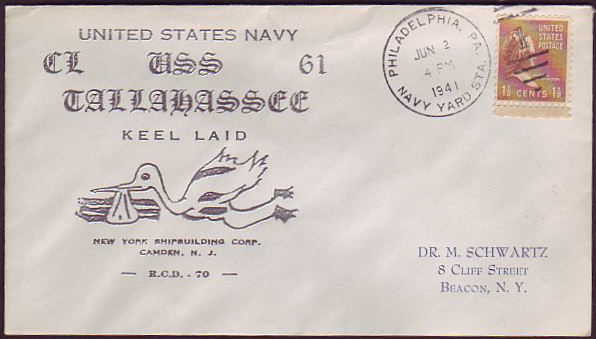 UNITED STATES NAVY
CL USS 61
TALLAHASSEE
KEEL LAID
NEW YORK SHIPBUILDING CORP.
CAMDEN, N. J.
— R.C.D. - 70 —
PHILADELPHIA, PA.
JUN 2
4 PM
1941
NAVY YARD STA.
UNITED
STATES
POSTAGE
1½ CENTS 1½
DR. M. SCHWARTZ
8 CLIFF STREET
BEACON, N. Y.